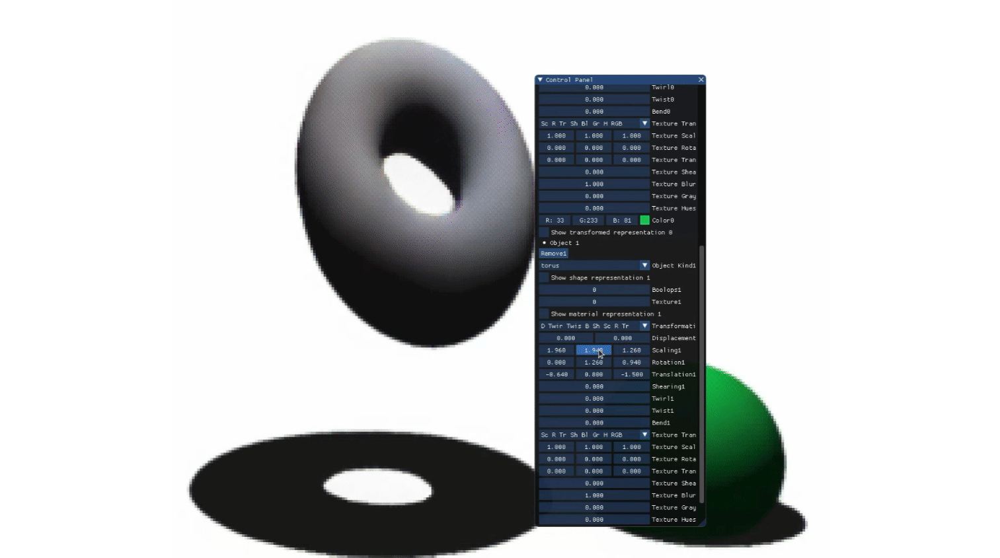 Control Panel
0.000 Twirl0
0.000 Twist0
0.000 Bend0
Sc R Tr Sh Bl Gr H RGB Texture Tran
1.000 1.000 1.000 Texture Scal
0.000 0.000 0.000 Texture Rota
0.000 0.000 0.000 Texture Tran
0.000 Texture Shea
1.000 Texture Blur
0.000 Texture Gray
0.000 Texture Hues
R: 33 G:233 B: 81 Color0
Show transformed representation 0
Object 1
Remove1
torus Object Kind1
Show shape representation 1
0 Boolops1
0 Texture1
Show material representation 1
D Twir Twis B Sh Sc R Tr Transformati
0.000 0.000 Displacement
1.960 1.940 1.260 Scaling1
0.000 1.260 0.940 Rotation1
-0.640 0.800 -1.500 Translation1
0.000 Shearing1
0.000 Twirl1
0.000 Twist1
0.000 Bend1
Sc R Tr Sh Bl Gr H RGB Texture Tran
1.000 1.000 1.000 Texture Scal
0.000 0.000 0.000 Texture Rota
0.000 0.000 0.000 Texture Tran
0.000 Texture Shea
1.000 Texture Blur
0.000 Texture Gray
0.000 Texture Hues